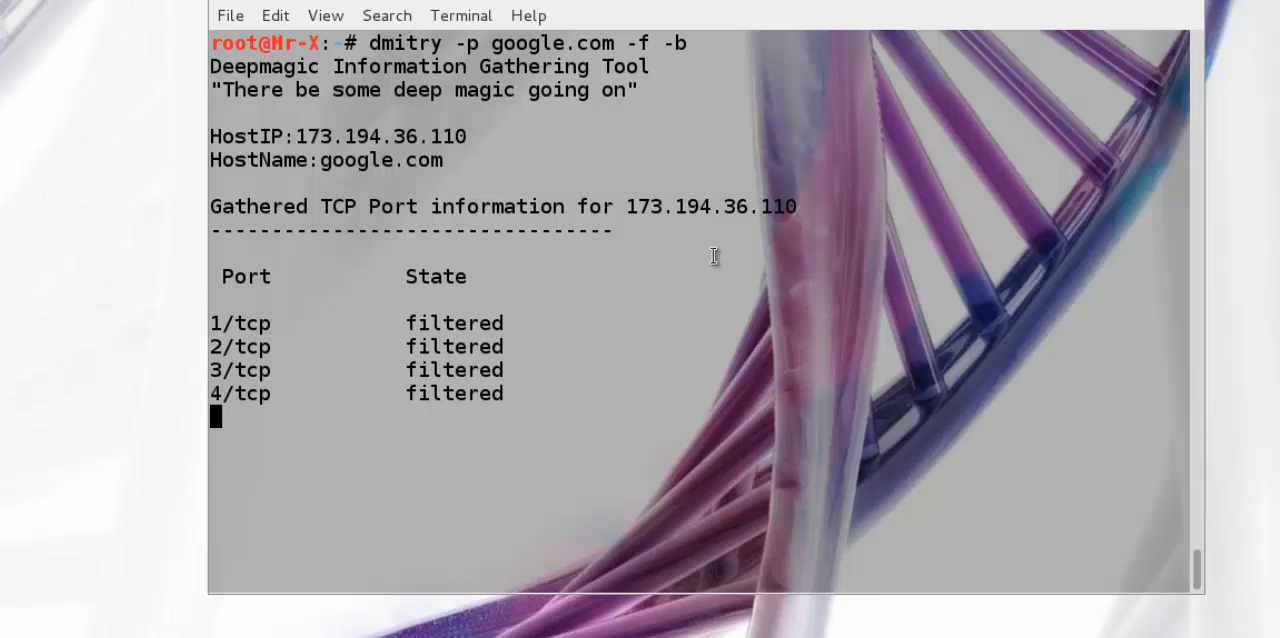 File Edit View Search Terminal Help
root@Mr-X:~# dmitry -p google.com -f -b
Deepmagic Information Gathering Tool
"There be some deep magic going on"
HostIP:173.194.36.110
HostName:google.com
Gathered TCP Port information for 173.194.36.110
---------------------------------
Port State
1/tcp filtered
2/tcp filtered
3/tcp filtered
4/tcp filtered